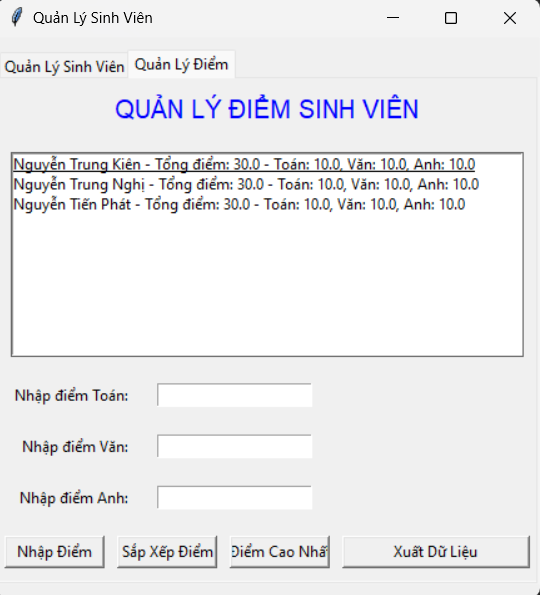 Quản Lý Sinh Viên
Quản Lý Sinh Viên Quản Lý Điểm
QUẢN LÝ ĐIỂM SINH VIÊN
Nguyễn Trung Kiên - Tổng điểm: 30.0 - Toán: 10.0, Văn: 10.0, Anh: 10.0
Nguyễn Trung Nghị - Tổng điểm: 30.0 - Toán: 10.0, Văn: 10.0, Anh: 10.0
Nguyễn Tiến Phát - Tổng điểm: 30.0 - Toán: 10.0, Văn: 10.0, Anh: 10.0
Nhập điểm Toán:
Nhập điểm Văn:
Nhập điểm Anh:
Nhập Điểm Sắp Xếp Điểm Điểm Cao Nhất Xuất Dữ Liệu